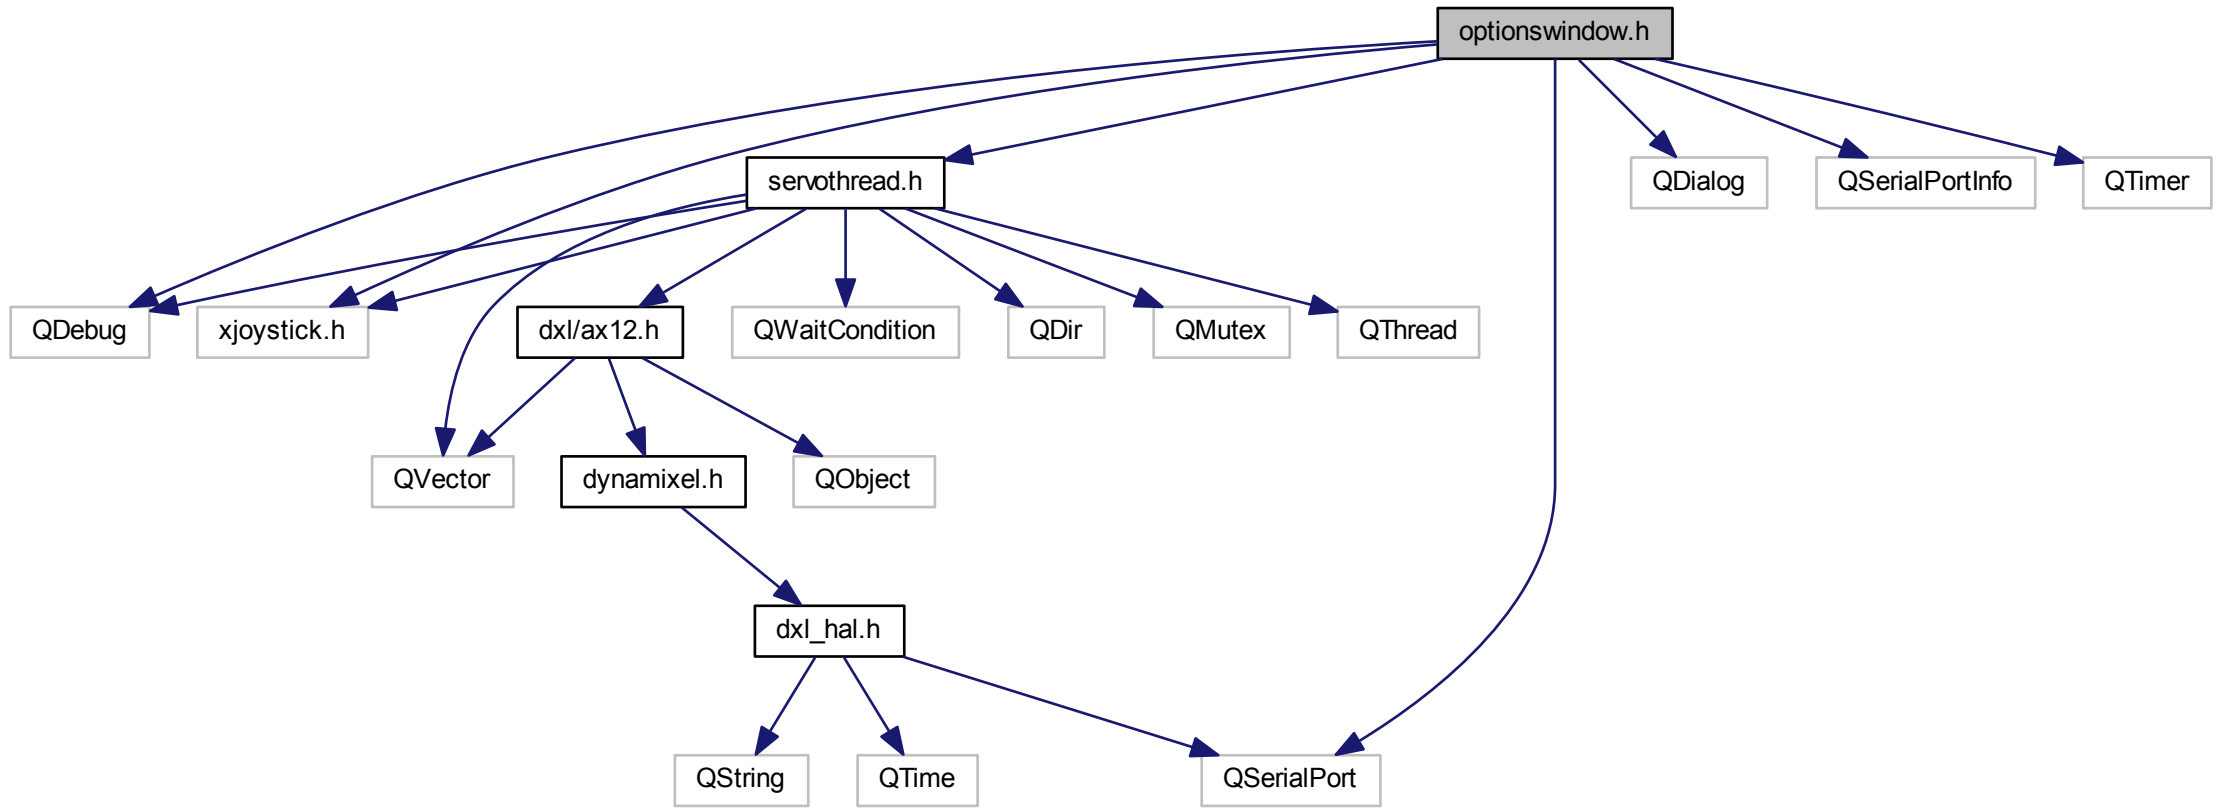 optionswindow.h
servothread.h
QDialog
QSerialPortInfo
QTimer
QDebug
xjoystick.h
dxl/ax12.h
QWaitCondition
QDir
QMutex
QThread
QVector
dynamixel.h
QObject
dxl_hal.h
QString
QTime
QSerialPort